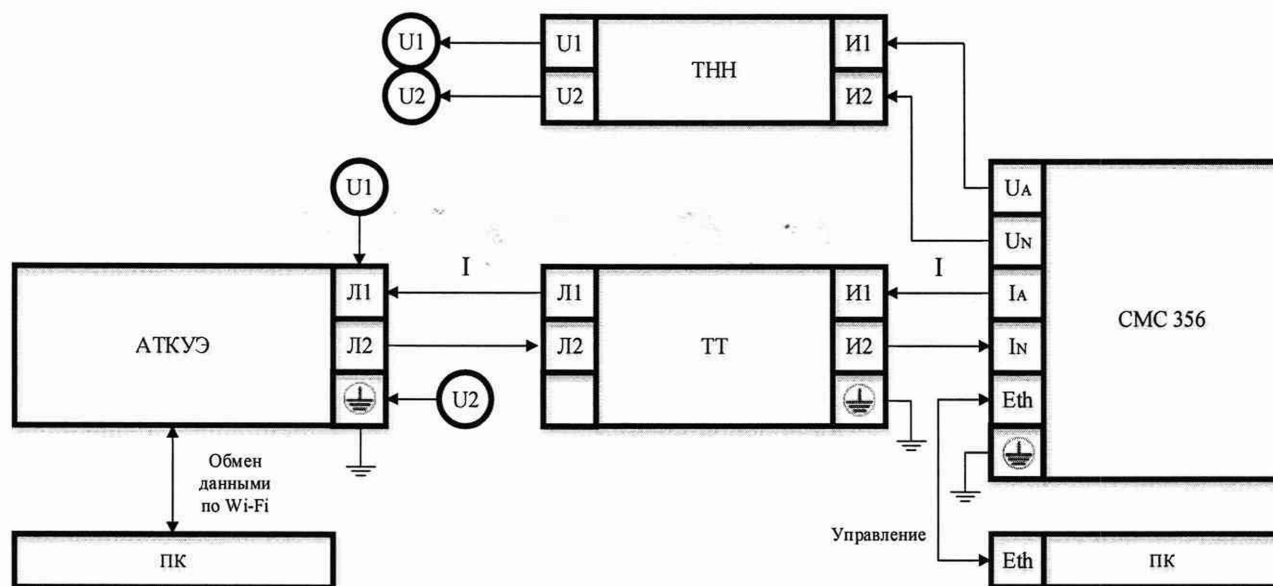 U1
U1
ТНН
И1
U2
U2
И2
U1
UA
UN
I
I
АТКУЭ
Л1
Л1
ТТ
И1
IA
СМС 356
Л2
Л2
И2
IN
U2
Eth
Обмен
данными
по Wi-Fi
Управление
ПК
Eth
ПК